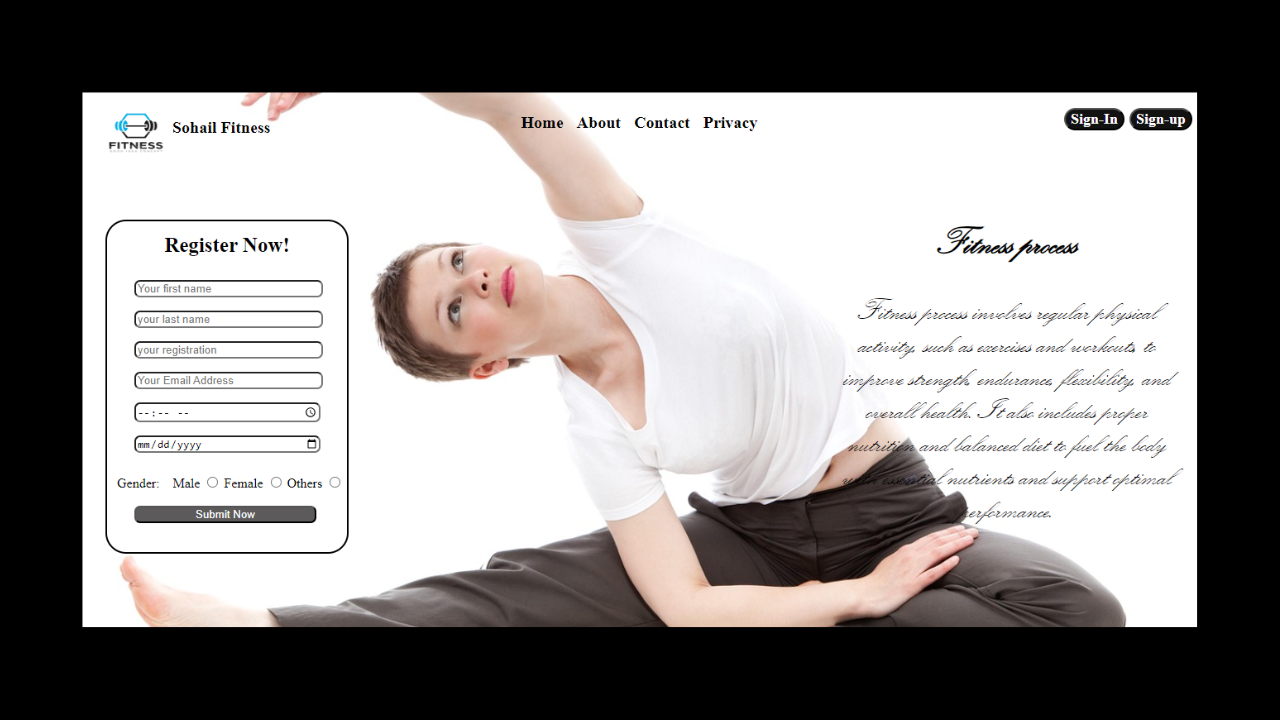 FITNESS
Sohail Fitness
Home About Contact Privacy
Sign-In Sign-up
Register Now!
Your first name
your last name
your registration
Your Email Address
--:-- --
mm/dd/yyyy
Gender: Male Female Others
Submit Now
Fitness process
Fitness process involves regular physical
activity, such as exercises and workouts, to
improve strength, endurance, flexibility, and
overall health. It also includes proper
nutrition and balanced diet to fuel the body
with essential nutrients and support optimal
performance.